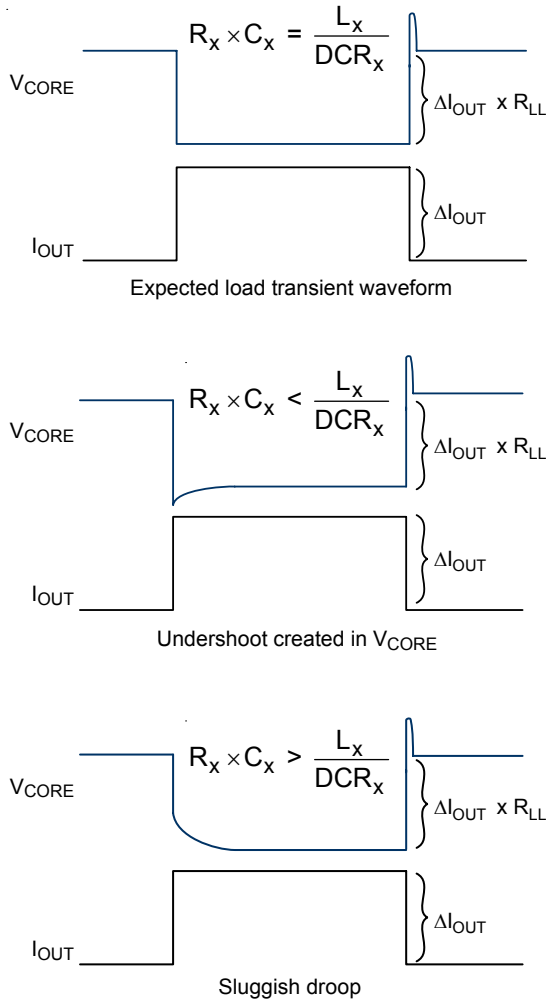 R_x × C_x = L_x / DCR_x
V_CORE
ΔI_OUT x R_LL
ΔI_OUT
I_OUT
Expected load transient waveform
R_x × C_x < L_x / DCR_x
V_CORE
ΔI_OUT x R_LL
ΔI_OUT
I_OUT
Undershoot created in V_CORE
R_x × C_x > L_x / DCR_x
V_CORE
ΔI_OUT x R_LL
ΔI_OUT
I_OUT
Sluggish droop